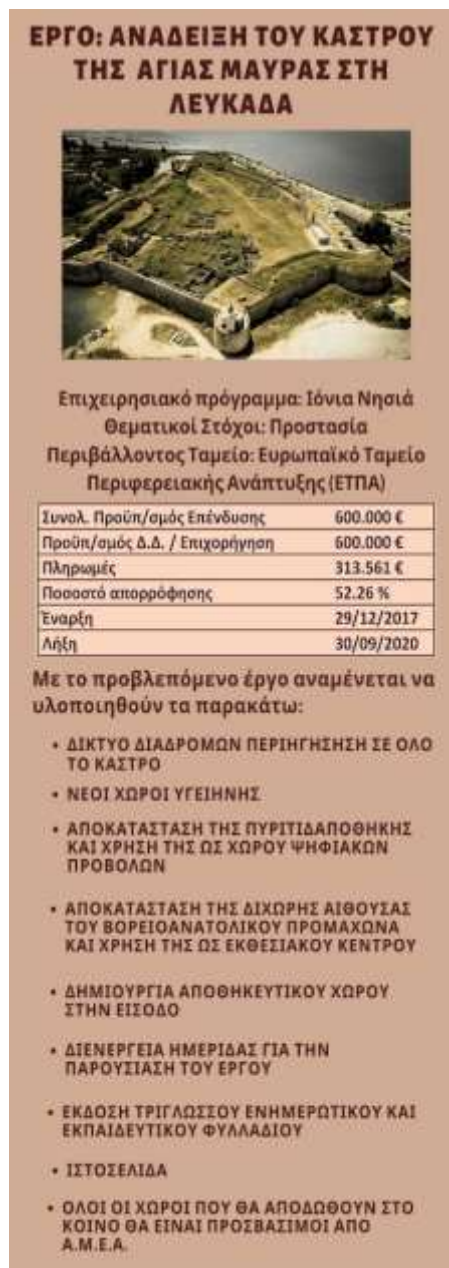 ΕΡΓΟ: ΑΝΑΔΕΙΞΗ ΤΟΥ ΚΑΣΤΡΟΥ
ΤΗΣ ΑΓΙΑΣ ΜΑΥΡΑΣ ΣΤΗ
ΛΕΥΚΑΔΑ
Επιχειρησιακό πρόγραμμα: Ιόνια Νησιά
Θεματικοί Στόχοι: Προστασία
Περιβάλλοντος Ταμείο: Ευρωπαϊκό Ταμείο
Περιφερειακής Ανάπτυξης (ΕΤΠΑ)
Συνολ. Προϋπ/σμός Επένδυσης 600.000 €
Προϋπ/σμός Δ.Δ. / Επιχορήγηση 600.000 €
Πληρωμές 313.561 €
Ποσοστό απορρόφησης 52.26 %
Έναρξη 29/12/2017
Λήξη 30/09/2020
Με το προβλεπόμενο έργο αναμένεται να
υλοποιηθούν τα παρακάτω:
• ΔΙΚΤΥΟ ΔΙΑΔΡΟΜΩΝ ΠΕΡΙΗΓΗΣΗΣΗ ΣΕ ΟΛΟ
ΤΟ ΚΑΣΤΡΟ
• ΝΕΟΙ ΧΩΡΟΙ ΥΓΕΙΗΝΗΣ
• ΑΠΟΚΑΤΑΣΤΑΣΗ ΤΗΣ ΠΥΡΙΤΙΔΑΠΟΘΗΚΗΣ
ΚΑΙ ΧΡΗΣΗ ΤΗΣ ΩΣ ΧΩΡΟΥ ΨΗΦΙΑΚΩΝ
ΠΡΟΒΟΛΩΝ
• ΑΠΟΚΑΤΑΣΤΑΣΗ ΤΗΣ ΔΙΧΩΡΗΣ ΑΙΘΟΥΣΑΣ
ΤΟΥ ΒΟΡΕΙΟΑΝΑΤΟΛΙΚΟΥ ΠΡΟΜΑΧΩΝΑ
ΚΑΙ ΧΡΗΣΗ ΤΗΣ ΩΣ ΕΚΘΕΣΙΑΚΟΥ ΚΕΝΤΡΟΥ
• ΔΗΜΙΟΥΡΓΙΑ ΑΠΟΘΗΚΕΥΤΙΚΟΥ ΧΩΡΟΥ
ΣΤΗΝ ΕΙΣΟΔΟ
• ΔΙΕΝΕΡΓΕΙΑ ΗΜΕΡΙΔΑΣ ΓΙΑ ΤΗΝ
ΠΑΡΟΥΣΙΑΣΗ ΤΟΥ ΕΡΓΟΥ
• ΕΚΔΟΣΗ ΤΡΙΓΛΩΣΣΟΥ ΕΝΗΜΕΡΩΤΙΚΟΥ ΚΑΙ
ΕΚΠΑΙΔΕΥΤΙΚΟΥ ΦΥΛΛΑΔΙΟΥ
• ΙΣΤΟΣΕΛΙΔΑ
• ΟΛΟΙ ΟΙ ΧΩΡΟΙ ΠΟΥ ΘΑ ΑΠΟΔΩΘΟΥΝ ΣΤΟ
ΚΟΙΝΟ ΘΑ ΕΙΝΑΙ ΠΡΟΣΒΑΣΙΜΟΙ ΑΠΟ
Α.Μ.Ε.Α.